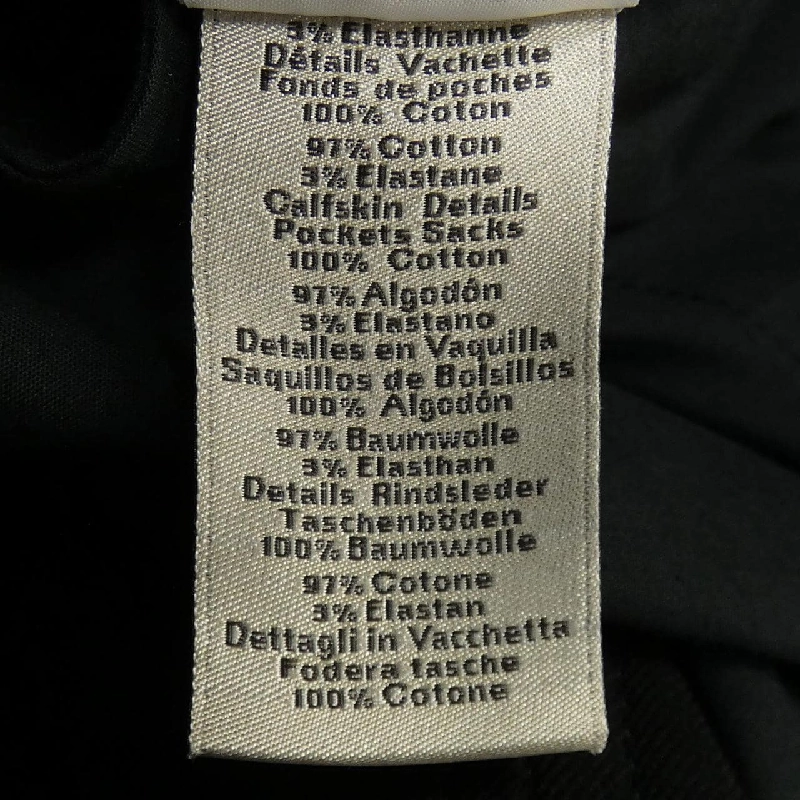 3% Elasthanne
Détails Vachette
Fonds de poches
100% Coton
97% Cotton
3% Elastane
Calfskin Details
Pockets Sacks
100% Cotton
97% Algodón
3% Elastano
Detalles en Vaquilla
Saquillos de Bolsillos
100% Algodón
97% Baumwolle
3% Elasthan
Details Rindsleder
Taschenböden
100% Baumwolle
97% Cotone
3% Elastan
Dettagli in Vacchetta
Fodera tasche
100% Cotone